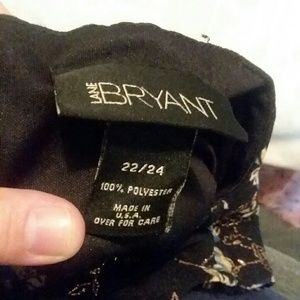 LANE BRYANT
22/24
100% POLYESTER
MADE IN
U.S.A.
OVER FOR CARE